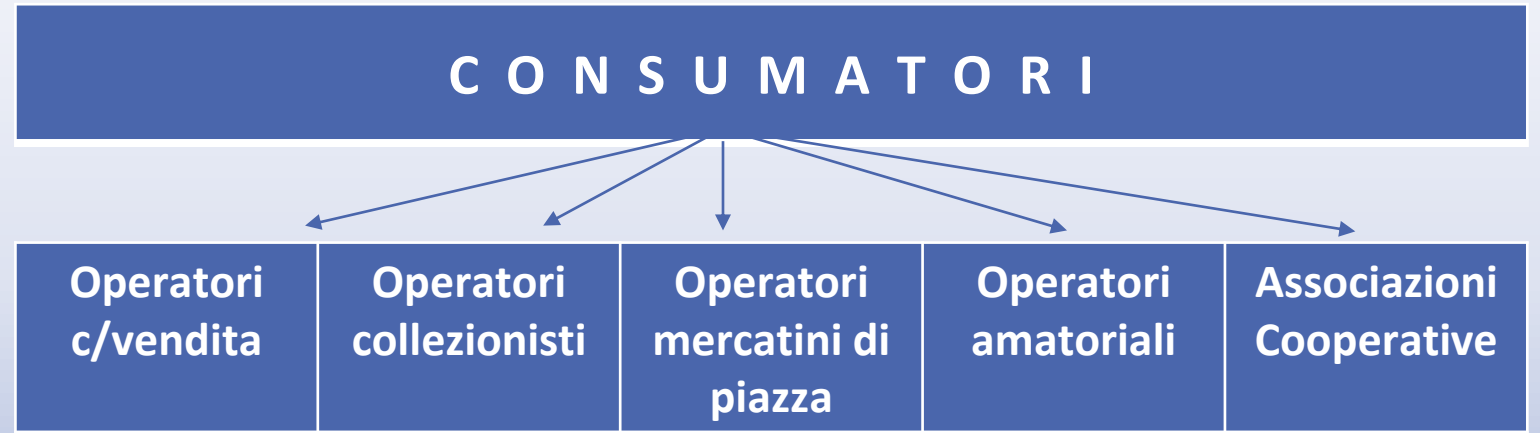 C O N S U M A T O R I
Operatori
c/vendita
Operatori
collezionisti
Operatori
mercatini di
piazza
Operatori
amatoriali
Associazioni
Cooperative